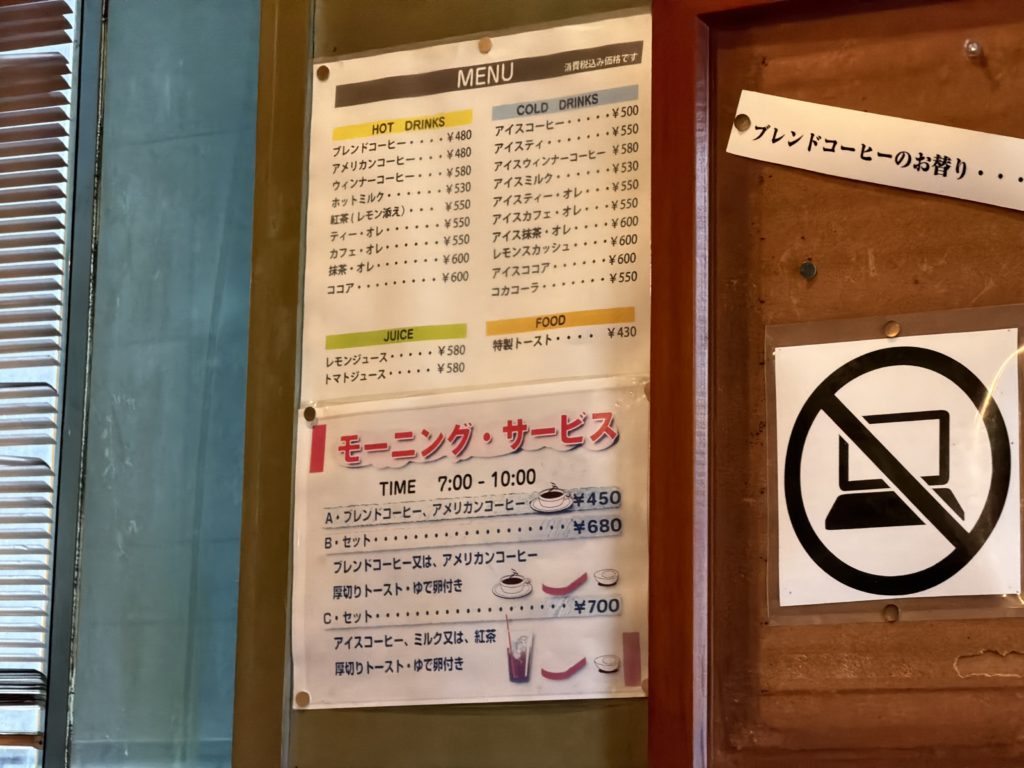 MENU
消費税込み価格です
HOT DRINKS
ブレンドコーヒー・・・・¥480
アメリカンコーヒー・・・¥480
ウィンナーコーヒー・・・¥580
ホットミルク・・・・・・¥530
紅茶(レモン添え)・・・¥550
ティー・オレ・・・・・・¥550
カフェ・オレ・・・・・・¥550
抹茶・オレ・・・・・・・¥600
ココア・・・・・・・・・¥600
COLD DRINKS
アイスコーヒー・・・・・¥500
アイスティ・・・・・・・¥550
アイスウィンナーコーヒー ¥580
アイスミルク・・・・・・¥530
アイスティー・オレ・・・¥550
アイスカフェ・オレ・・・¥550
アイス抹茶・オレ・・・・¥600
レモンスカッシュ・・・・¥600
アイスココア・・・・・・¥600
コカコーラ・・・・・・・¥550
JUICE
レモンジュース・・・・・¥580
トマトジュース・・・・・¥580
FOOD
特製トースト・・・・¥430
モーニング・サービス
TIME 7:00 - 10:00
A・ブレンドコーヒー、アメリカンコーヒー ¥450
B・セット・・・・・・・・・・・・・・・・・¥680
ブレンドコーヒー又は、アメリカンコーヒー
厚切りトースト・ゆで卵付き
C・セット・・・・・・・・・・・・・・・・・¥700
アイスコーヒー、ミルク又は、紅茶
厚切りトースト・ゆで卵付き
ブレンドコーヒーのお替り・・・